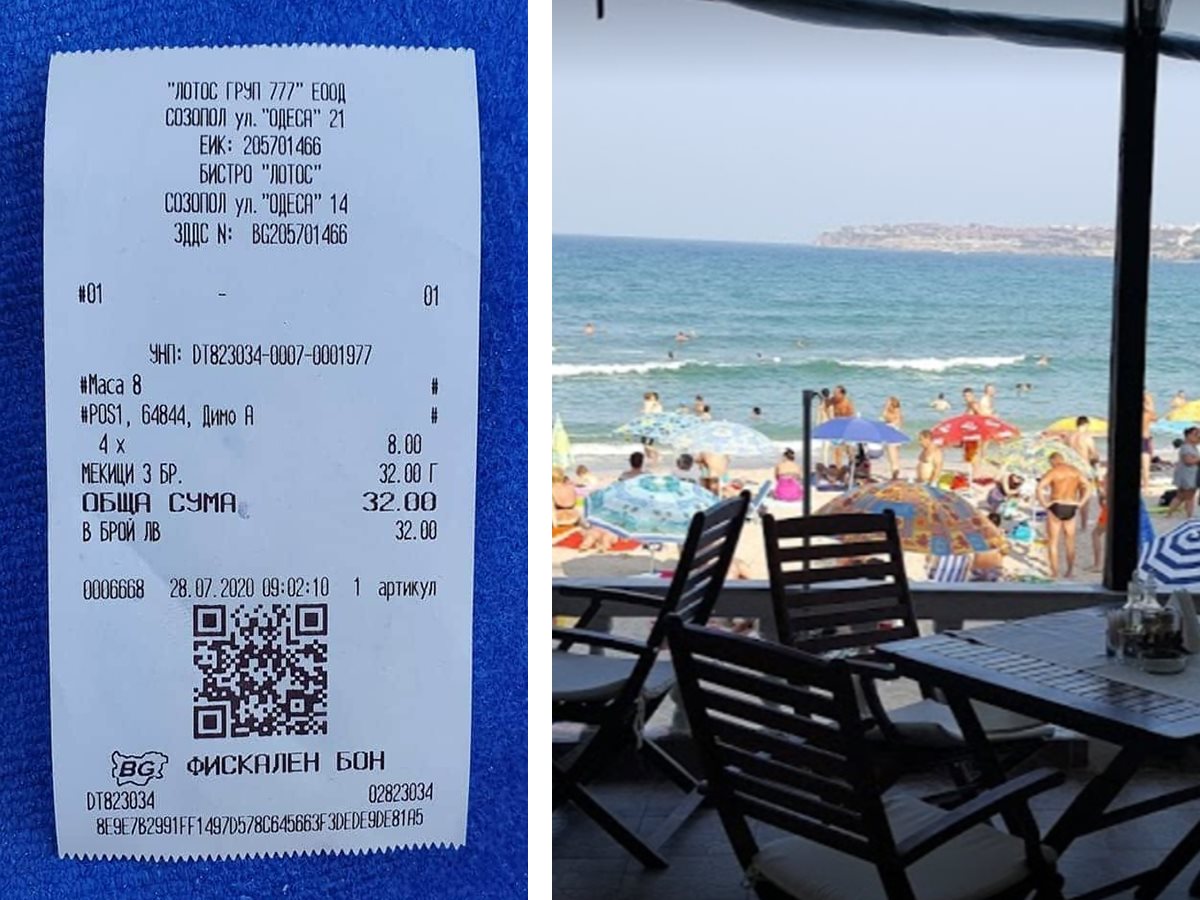 "ЛОТОС ГРУП 777" ЕООД
СОЗОПОЛ ул."ОДЕСА" 21
ЕИК: 205701466
БИСТРО "ЛОТОС"
СОЗОПОЛ ул."ОДЕСА" 14
ЗДДС N: BG205701466
#01 - 01
УНП: DT823034-0007-0001977
#Маса 8 #
#POS1, 64844, Димо А #
4 x 8.00
МЕКИЦИ 3 БР. 32.00 Г
ОБЩА СУМА 32.00
В БРОЙ ЛВ 32.00
0006668 28.07.2020 09:02:10 1 артикул
BG ФИСКАЛЕН БОН
DT823034 02823034
8E9E7B2991FF1497D578C645663F3DEDE9DE81A5